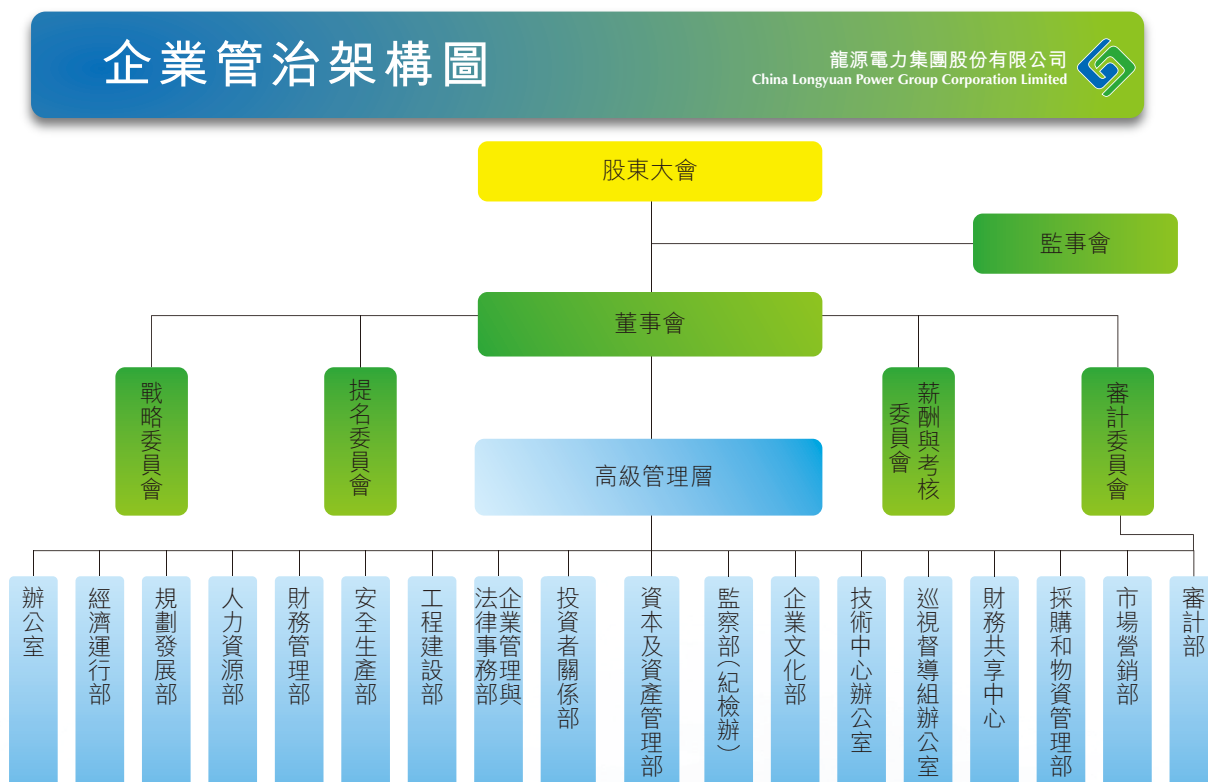 企業管治架構圖
龍源電力集團股份有限公司
China Longyuan Power Group Corporation Limited
股東大會
監事會
董事會
戰略委員會
提名委員會
薪酬與考核
委員會
審計委員會
高級管理層
辦公室
經濟運行部
規劃發展部
人力資源部
財務管理部
安全生產部
工程建設部
企業管理與
法律事務部
投資者關係部
資本及資產管理部
監察部(紀檢辦)
企業文化部
技術中心辦公室
巡視督導組辦公室
財務共享中心
採購和物資管理部
市場營銷部
審計部